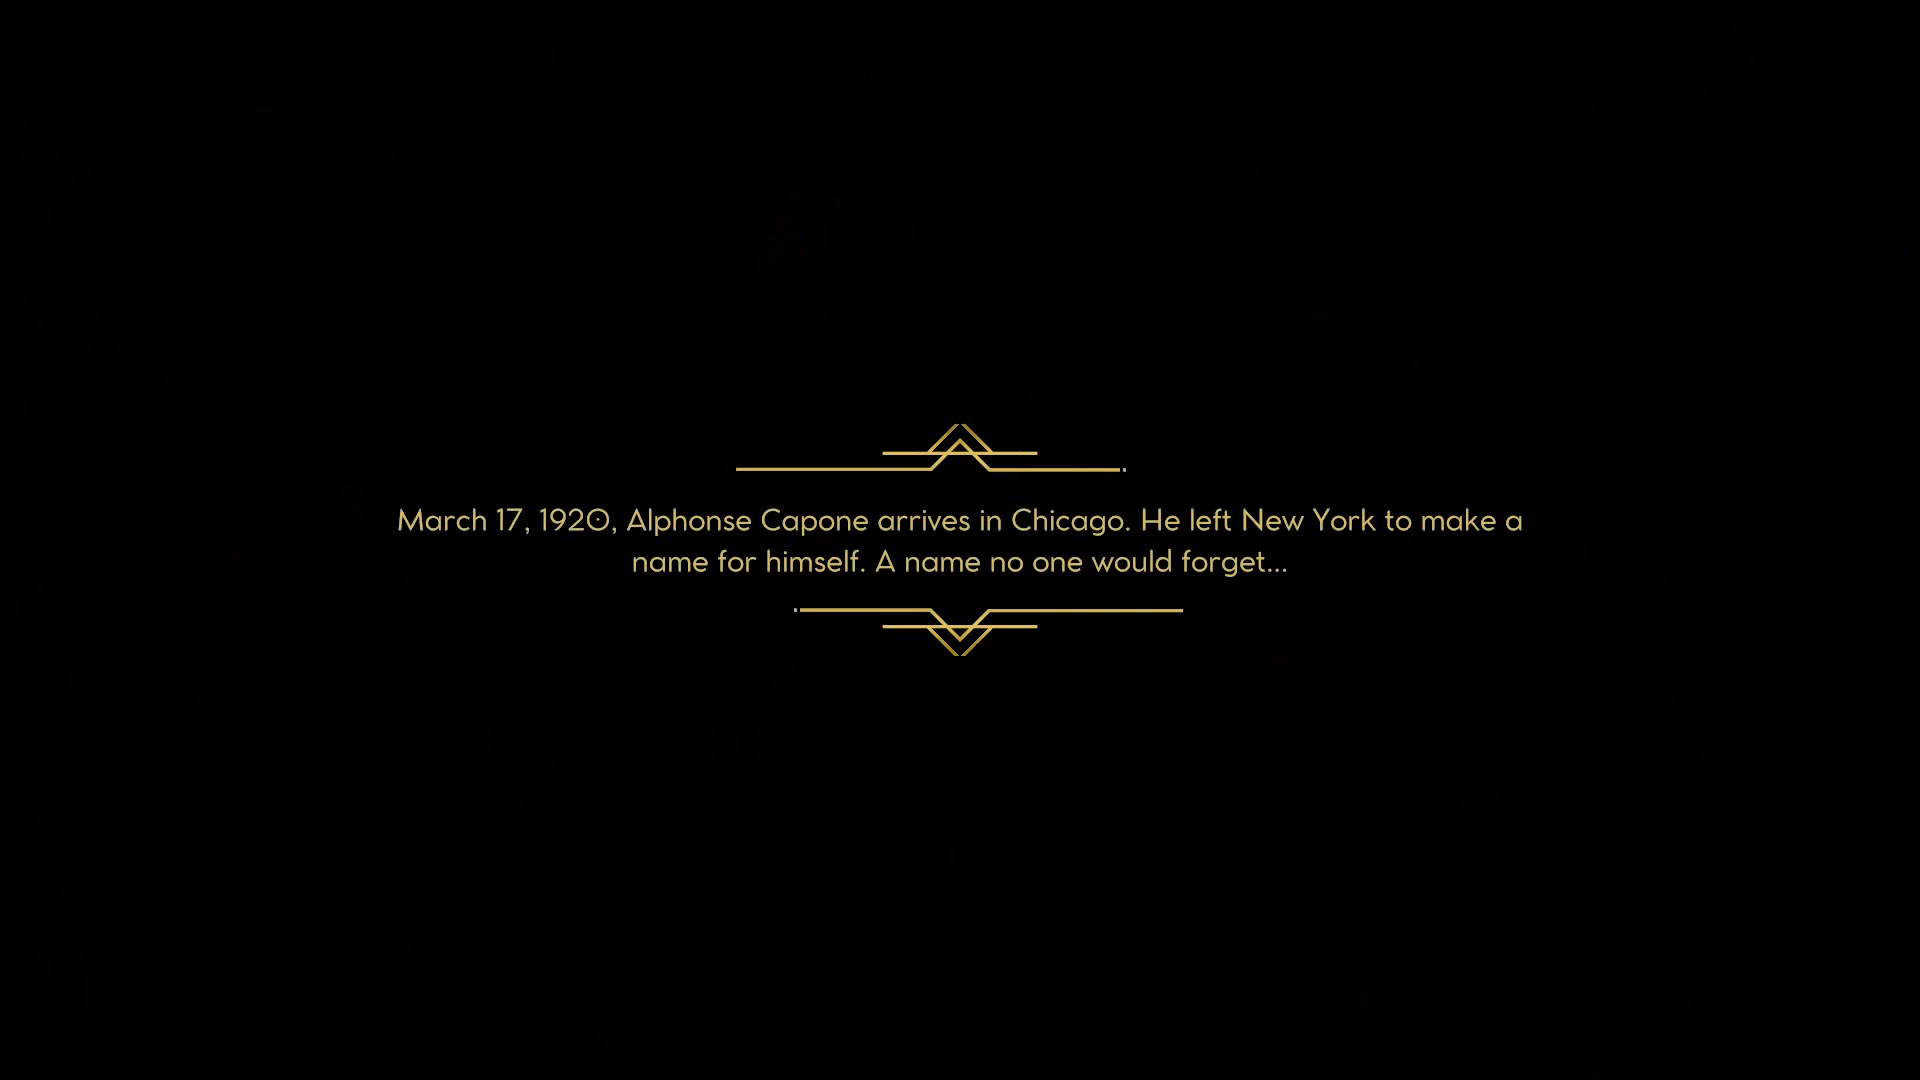 March 17, 1920, Alphonse Capone arrives in Chicago. He left New York to make a
name for himself. A name no one would forget...